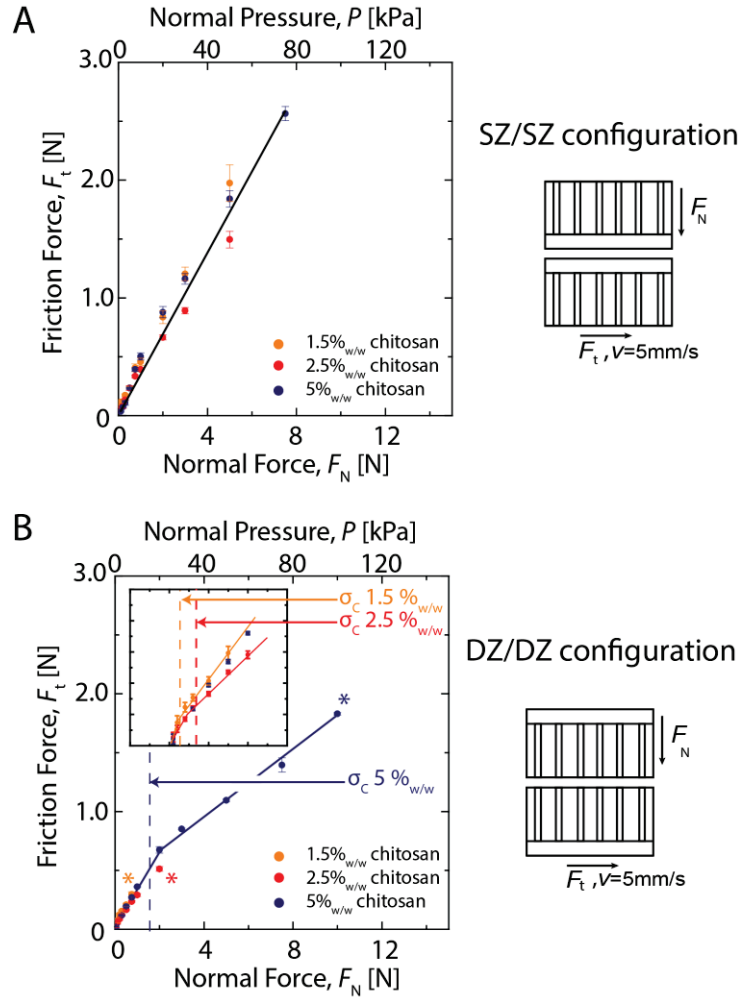 A
Normal Pressure, P [kPa]
0 40 80 120
3.0
2.0
1.0
0
Friction Force, Ft [N]
1.5%w/w chitosan
2.5%w/w chitosan
5%w/w chitosan
0 4 8 12
Normal Force, FN [N]
SZ/SZ configuration
FN
Ft , v=5mm/s
B
Normal Pressure, P [kPa]
0 40 80 120
3.0
2.0
1.0
0
Friction Force, Ft [N]
σC 1.5 %w/w
σC 2.5 %w/w
*
σC 5 %w/w
* *
1.5%w/w chitosan
2.5%w/w chitosan
5%w/w chitosan
0 4 8 12
Normal Force, FN [N]
DZ/DZ configuration
FN
Ft , v=5mm/s